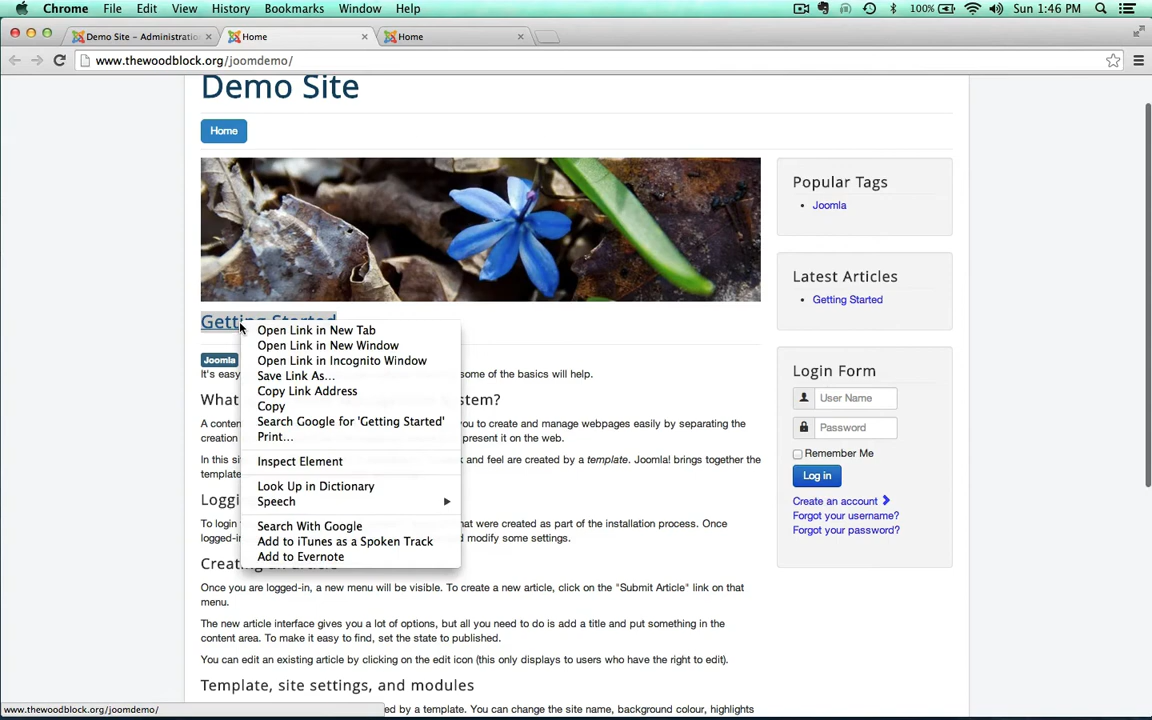 Chrome File Edit View History Bookmarks Window Help 100% Sun 1:46 PM
Demo Site – Administratio × Home × Home ×
www.thewoodblock.org/joomdemo/
Demo Site
Home
Getting Started
Joomla
It's easy
some of the basics will help.
Open Link in New Tab
Open Link in New Window
Open Link in Incognito Window
Save Link As...
Copy Link Address
Copy
Search Google for 'Getting Started'
Print...
Inspect Element
Look Up in Dictionary
Speech
Search With Google
Add to iTunes as a Spoken Track
Add to Evernote
A content
you to create and manage webpages easily by separating the
creation
present it on the web.
In this si
and feel are created by a template. Joomla! brings together the
templat
Loggi
To login
that were created as part of the installation process. Once
logged-in
modify some settings.
Creating an article
Once you are logged-in, a new menu will be visible. To create a new article, click on the "Submit Article" link on that
menu.
The new article interface gives you a lot of options, but all you need to do is add a title and put something in the
content area. To make it easy to find, set the state to published.
You can edit an existing article by clicking on the edit icon (this only displays to users who have the right to edit).
Template, site settings, and modules
ed by a template. You can change the site name, background colour, highlights
Popular Tags
Joomla
Latest Articles
Getting Started
Login Form
User Name
Password
Remember Me
Log in
Create an account
Forgot your username?
Forgot your password?
www.thewoodblock.org/joomdemo/